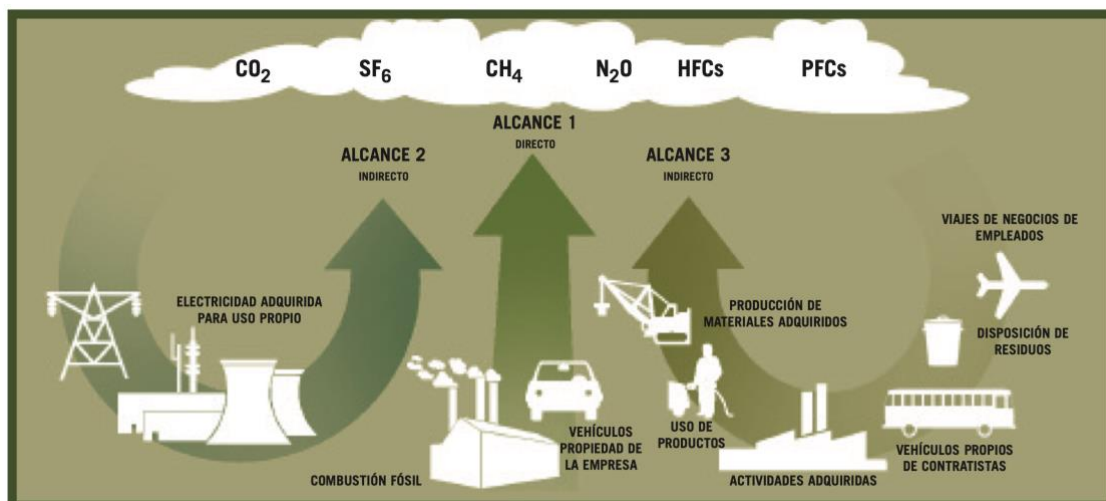 CO₂ SF₆ CH₄ N₂O HFCs PFCs
ALCANCE 1
DIRECTO
ALCANCE 2
INDIRECTO
ALCANCE 3
INDIRECTO
VIAJES DE NEGOCIOS DE
EMPLEADOS
ELECTRICIDAD ADQUIRIDA
PARA USO PROPIO
PRODUCCIÓN DE
MATERIALES ADQUIRIDOS
DISPOSICIÓN DE
RESIDUOS
COMBUSTIÓN FÓSIL
VEHÍCULOS
PROPIEDAD DE
LA EMPRESA
USO DE
PRODUCTOS
ACTIVIDADES ADQUIRIDAS
VEHÍCULOS PROPIOS
DE CONTRATISTAS